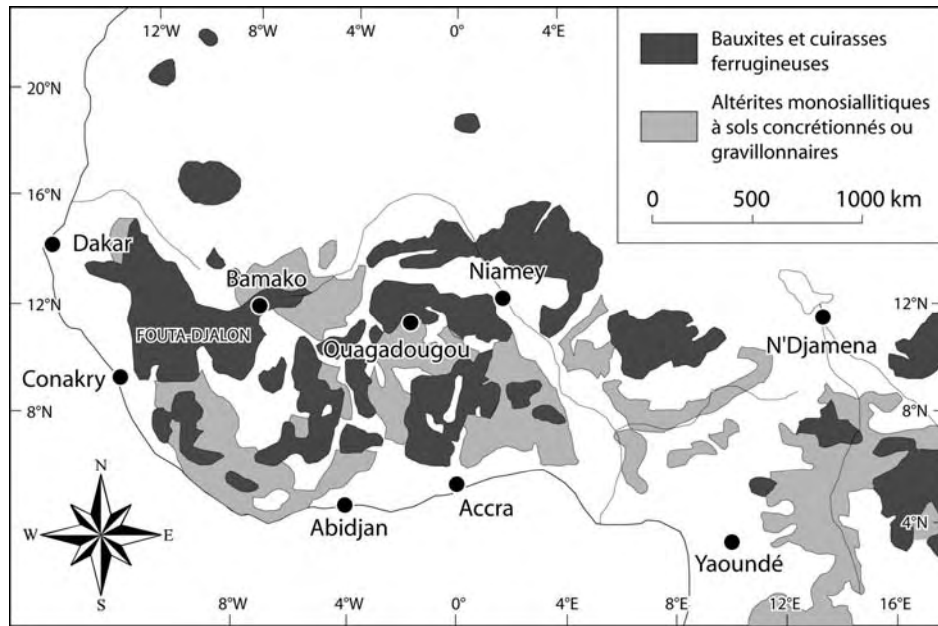 12°W 8°W 4°W 0° 4°E
Bauxites et cuirasses
ferrugineuses
Altérites monosiallitiques
à sols concrétionnés ou
gravillonnaires
0 500 1000 km
20°N
16°N
Dakar
Bamako
Niamey
12°N
12°N
FOUTA-DJALON
Ouagadougou
N'Djamena
Conakry
8°N
8°N
N
W E
S
Abidjan
Accra
4°N
Yaoundé
8°W 4°W 0° 8°E 12°E 16°E